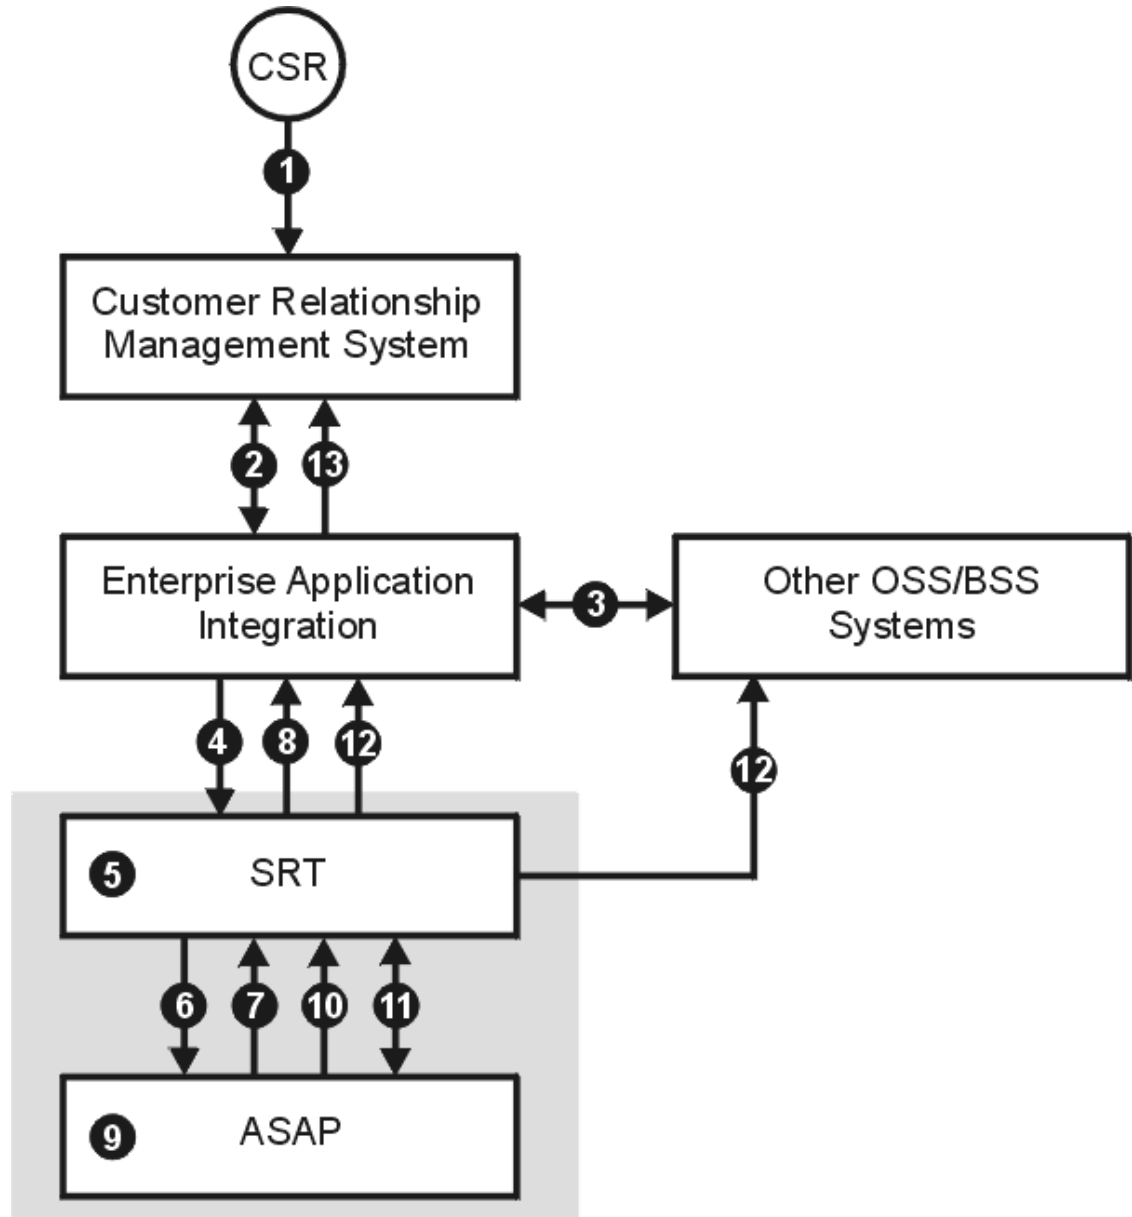 CSR
1
Customer Relationship
Management System
2 13
Enterprise Application
Integration
3
Other OSS/BSS
Systems
4 8 12
12
5 SRT
6 7 10 11
9 ASAP